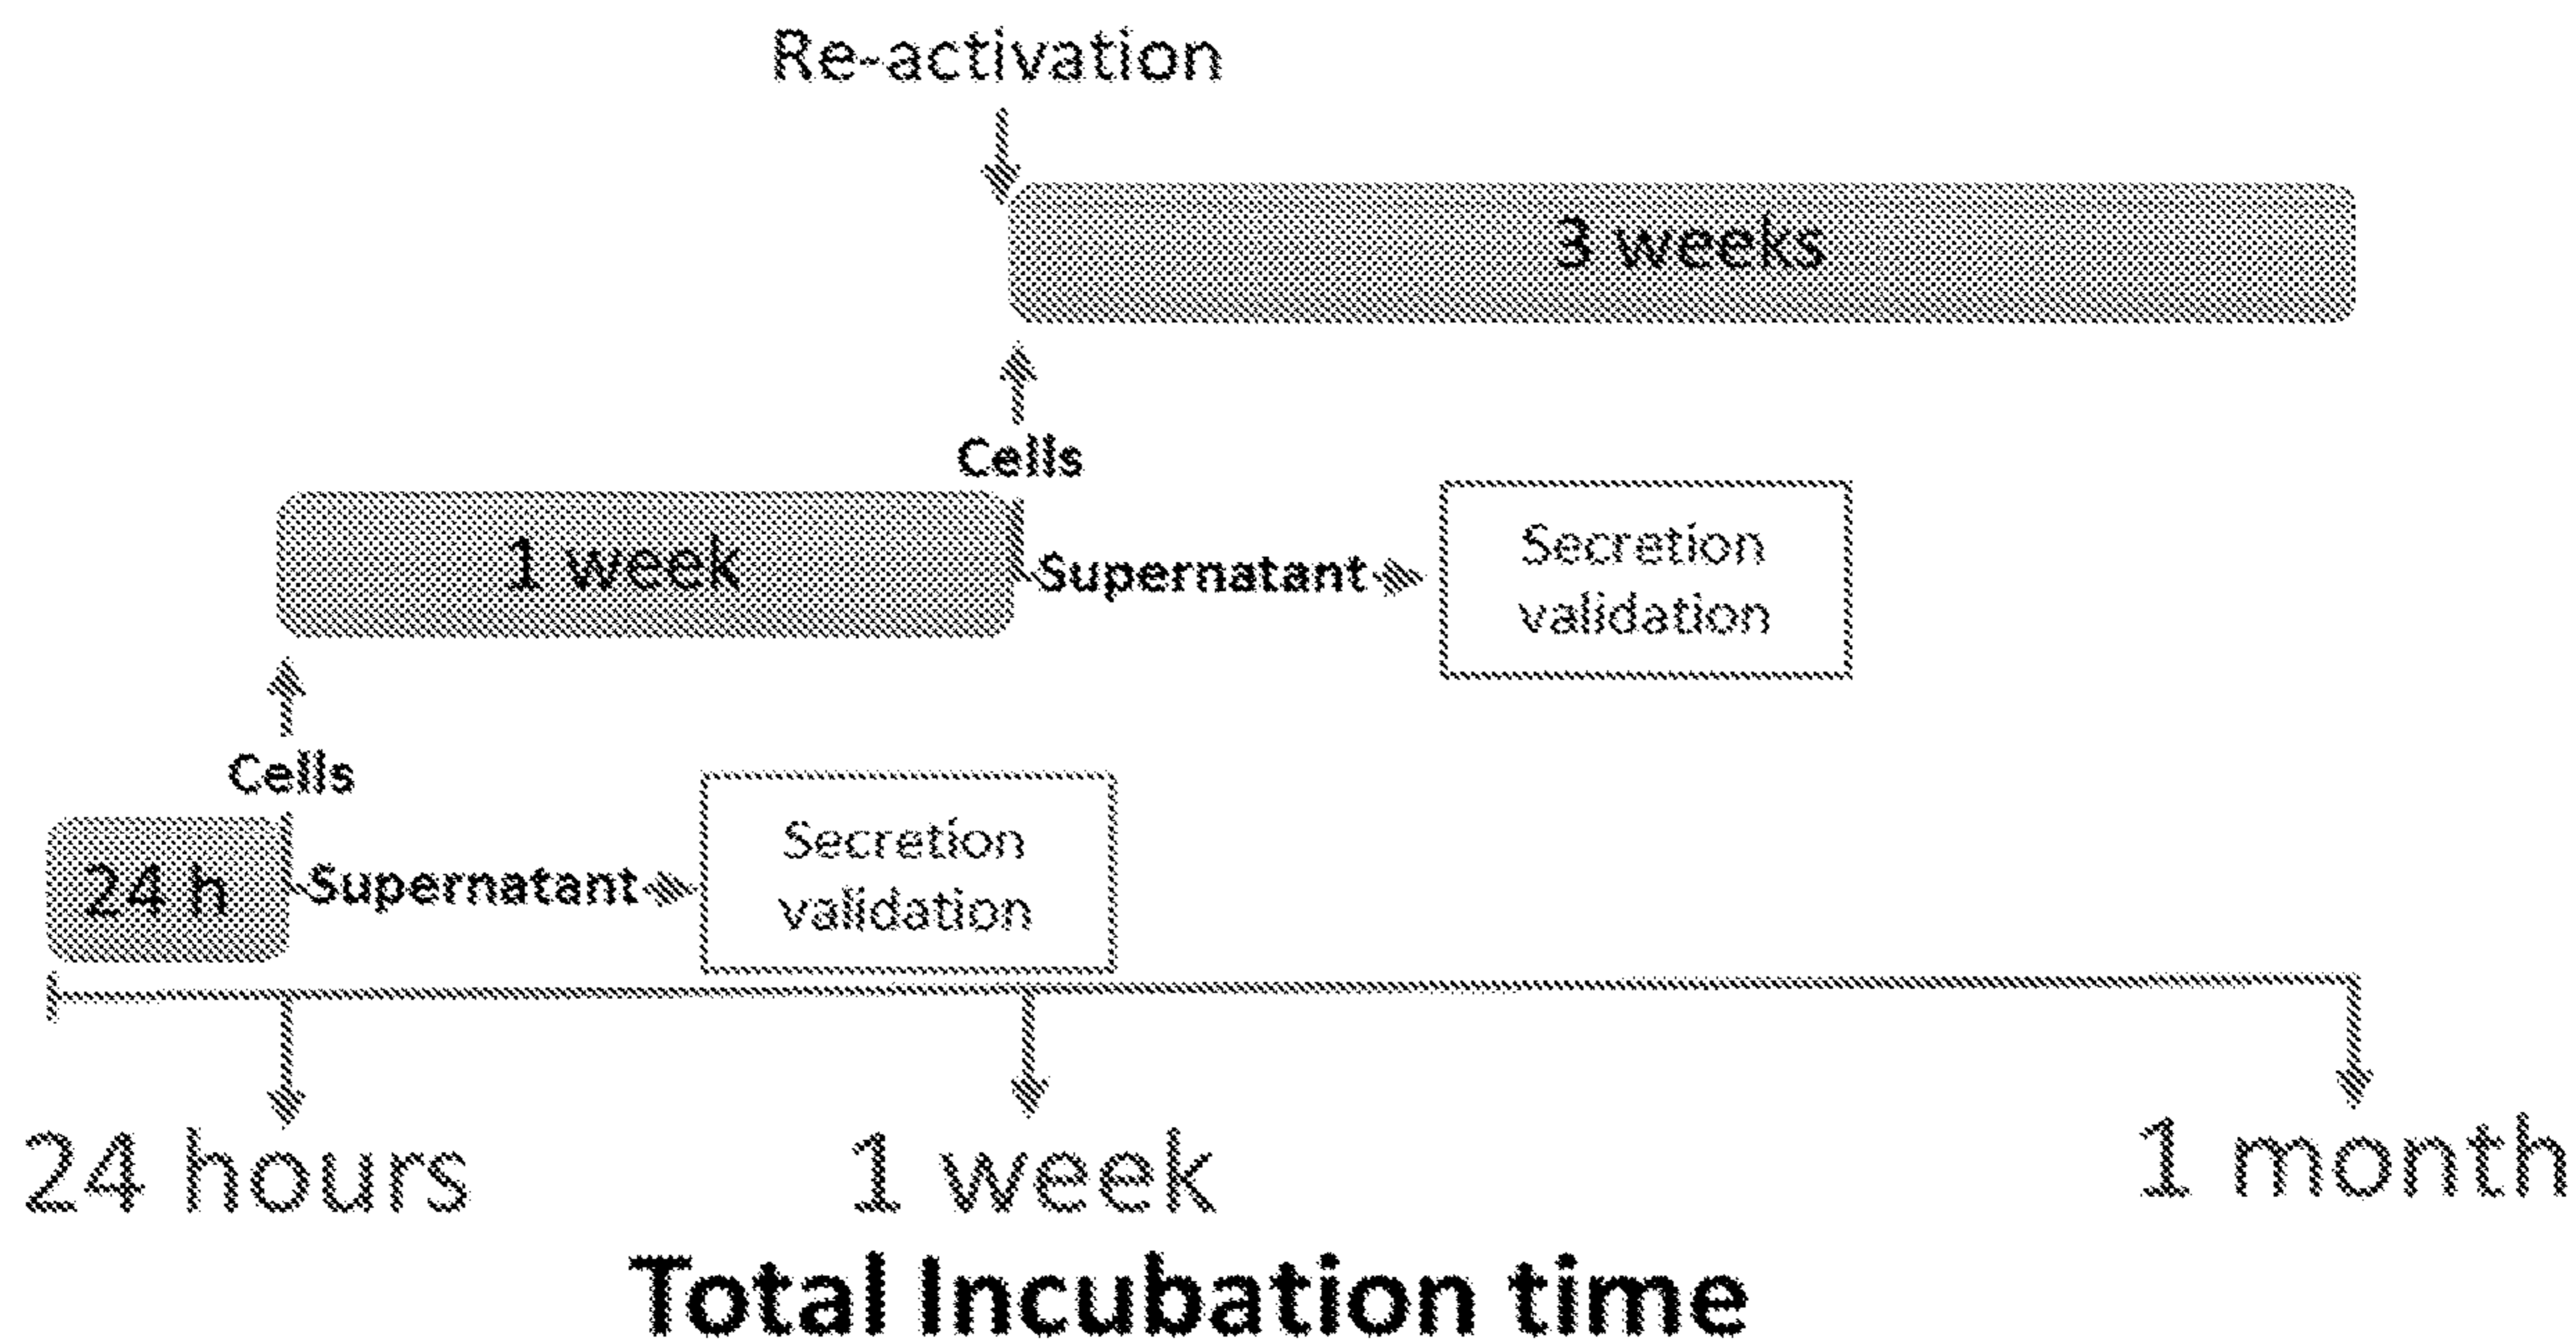 Re-activation
3 weeks
Cells
1 week
Supernatant
Secretion
validation
Cells
24 h
Supernatant
Secretion
validation
24 hours
1 week
1 month
Total Incubation time